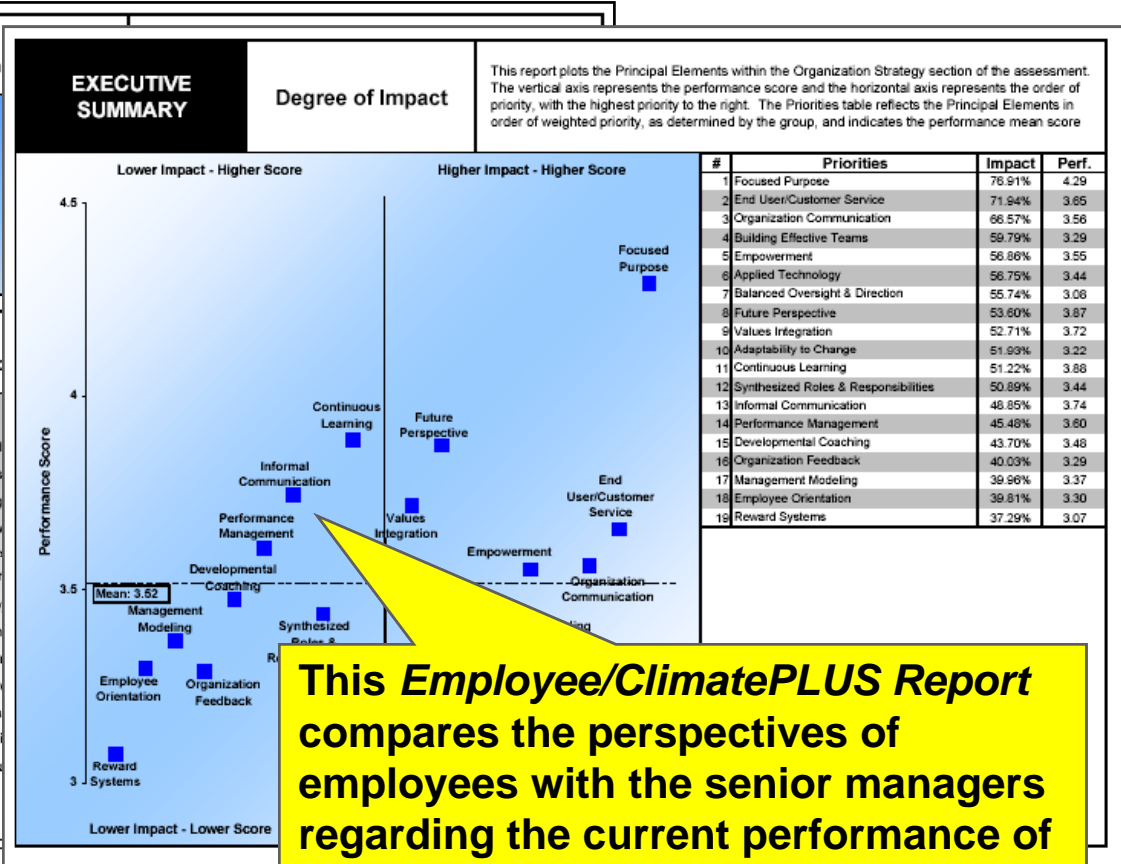 EXECUTIVE
SUMMARY
Degree of Impact
This report plots the Principal Elements within the Organization Strategy section of the assessment.
The vertical axis represents the performance score and the horizontal axis represents the order of
priority, with the highest priority to the right. The Priorities table reflects the Principal Elements in
order of weighted priority, as determined by the group, and indicates the performance mean score
Lower Impact - Higher Score
Higher Impact - Higher Score
4.5
Focused
Purpose
4
Continuous
Learning
Future
Perspective
Informal
Communication
End
User/Customer
Service
Performance Score
Performance
Management
Values
Integration
Empowerment
Developmental
Coaching
Organization
Communication
3.5
Mean: 3.52
Management
Modeling
Synthesized
Roles &
Employee
Orientation
Organization
Feedback
Reward
Systems
3
Lower Impact - Lower Score
# Priorities Impact Perf.
1 Focused Purpose 76.91% 4.29
2 End User/Customer Service 71.94% 3.65
3 Organization Communication 66.57% 3.56
4 Building Effective Teams 59.79% 3.29
5 Empowerment 56.86% 3.55
6 Applied Technology 56.75% 3.44
7 Balanced Oversight & Direction 55.74% 3.08
8 Future Perspective 53.60% 3.87
9 Values Integration 52.71% 3.72
10 Adaptability to Change 51.93% 3.22
11 Continuous Learning 51.22% 3.88
12 Synthesized Roles & Responsibilities 50.89% 3.44
13 Informal Communication 48.85% 3.74
14 Performance Management 45.48% 3.60
15 Developmental Coaching 43.70% 3.48
16 Organization Feedback 40.03% 3.29
17 Management Modeling 39.96% 3.37
18 Employee Orientation 39.81% 3.30
19 Reward Systems 37.29% 3.07
This Employee/ClimatePLUS Report
compares the perspectives of
employees with the senior managers
regarding the current performance of